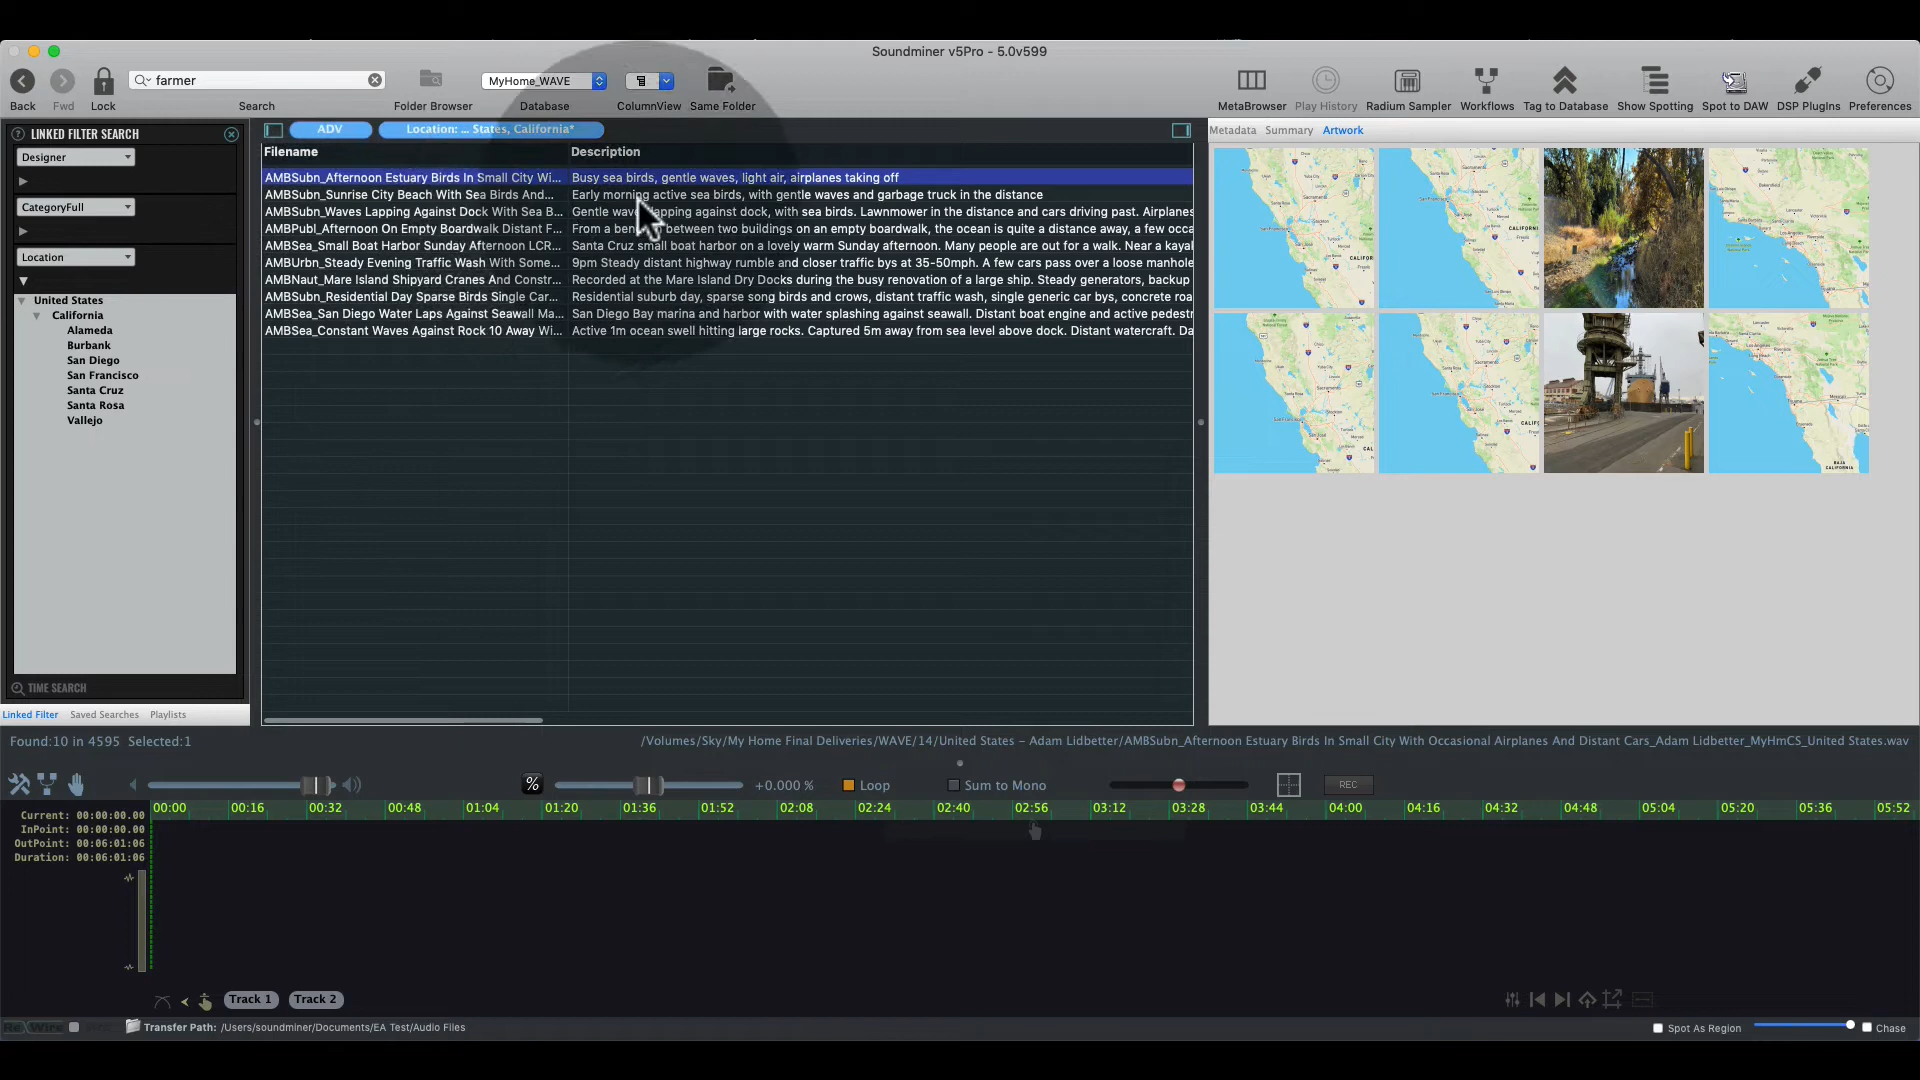 Soundminer v5Pro - 5.0v599
farmer
MyHome_WAVE
Back
Fwd
Lock
Search
Folder Browser
Database
ColumnView
Same Folder
MetaBrowser
Play History
Radium Sampler
Workflows
Tag to Database
Show Spotting
Spot to DAW
DSP PlugIns
Preferences
LINKED FILTER SEARCH
ADV
Location: ... States, California*
Metadata
Summary
Artwork
Filename
Description
Designer
CategoryFull
Location
United States
California
Alameda
Burbank
San Diego
San Francisco
Santa Cruz
Santa Rosa
Vallejo
AMBSubn_Afternoon Estuary Birds In Small City Wi... Busy sea birds, gentle waves, light air, airplanes taking off
AMBSubn_Sunrise City Beach With Sea Birds And... Early morning active sea birds, with gentle waves and garbage truck in the distance
AMBSubn_Waves Lapping Against Dock With Sea B... Gentle against dock, with sea birds. Lawnmower in the distance and cars driving past. Airplanes
AMBPubl_Afternoon On Empty Boardwalk Distant F... From a between two buildings on an empty boardwalk, the ocean is quite a distance away, a few occa
AMBSea_Small Boat Harbor Sunday Afternoon LCR... Santa Cruz small boat harbor on a lovely warm Sunday afternoon. Many people are out for a walk. Near a kayal
AMBUrbn_Steady Evening Traffic Wash With Some... 9pm Steady distant highway rumble and closer traffic bys at 35-50mph. A few cars pass over a loose manhole
AMBNaut_Mare Island Shipyard Cranes And Constr... Recorded at the Mare Island Dry Docks during the busy renovation of a large ship. Steady generators, backup
AMBSubn_Residential Day Sparse Birds Single Car... Residential suburb day, sparse song birds and crows, distant traffic wash, single generic car bys, concrete roa
AMBSea_San Diego Water Laps Against Seawall Ma... San Diego Bay marina and harbor with water splashing against seawall. Distant boat engine and active pedestr
AMBSea_Constant Waves Against Rock 10 Away Wi... Active 1m ocean swell hitting large rocks. Captured 5m away from sea level above dock. Distant watercraft. Da
TIME SEARCH
Linked Filter
Saved Searches
Playlists
Found:10 in 4595 Selected:1
/Volumes/Sky/My Home Final Deliveries/WAVE/14/United States – Adam Lidbetter/AMBSubn_Afternoon Estuary Birds In Small City With Occasional Airplanes And Distant Cars_Adam Lidbetter_MyHmCS_United States.wav
%
+0.000 %
Loop
Sum to Mono
REC
00:00 00:16 00:32 00:48 01:04 01:20 01:36 01:52 02:08 02:24 02:40 02:56 03:12 03:28 03:44 04:00 04:16 04:32 04:48 05:04 05:20 05:36 05:52
Current: 00:00:00.00
InPoint: 00:00:00.00
OutPoint: 00:06:01:06
Duration: 00:06:01:06
Track 1
Track 2
ReWire
Transfer Path: /Users/soundminer/Documents/EA Test/Audio Files
Spot As Region
Chase